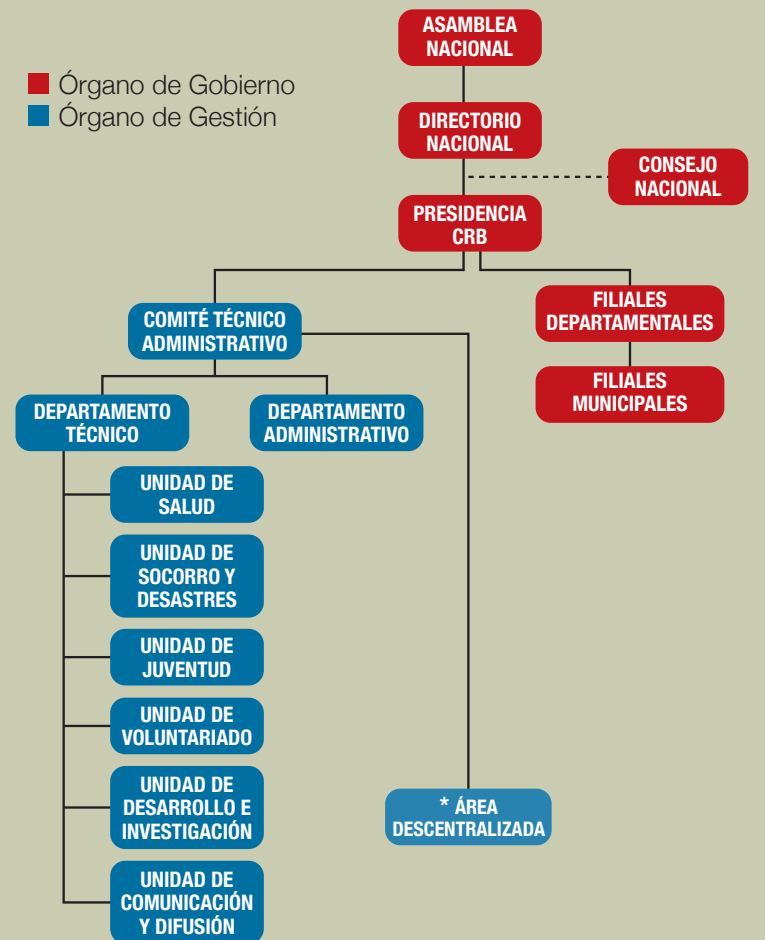 ASAMBLEA
NACIONAL
Órgano de Gobierno
Órgano de Gestión
DIRECTORIO
NACIONAL
CONSEJO
NACIONAL
PRESIDENCIA
CRB
COMITÉ TÉCNICO
ADMINISTRATIVO
FILIALES
DEPARTAMENTALES
FILIALES
MUNICIPALES
DEPARTAMENTO
TÉCNICO
DEPARTAMENTO
ADMINISTRATIVO
UNIDAD DE
SALUD
UNIDAD DE
SOCORRO Y
DESASTRES
UNIDAD DE
JUVENTUD
UNIDAD DE
VOLUNTARIADO
UNIDAD DE
DESARROLLO E
INVESTIGACIÓN
* ÁREA
DESCENTRALIZADA
UNIDAD DE
COMUNICACIÓN
Y DIFUSIÓN